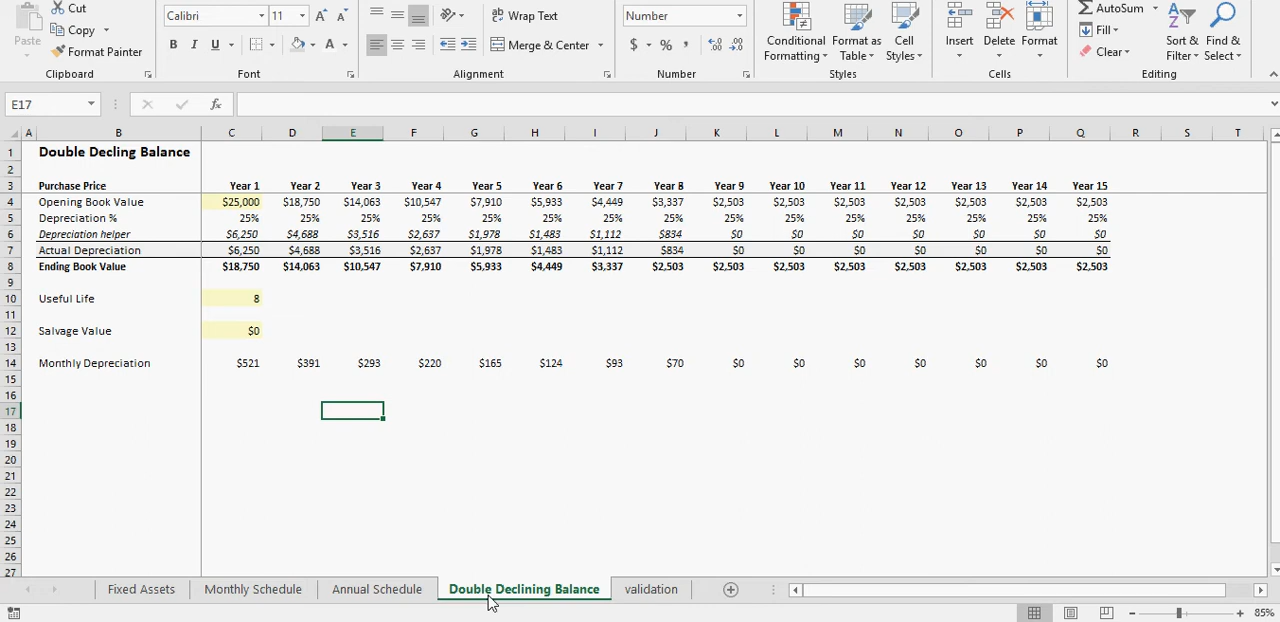 Cut Calibri 11 A A Wrap Text Number AutoSum
Paste Copy Conditional Format as Cell Insert Delete Format Fill Sort & Find &
Format Painter B I U A Merge & Center $ % , Formatting Table Styles Clear Filter Select
Clipboard Font Alignment Number Styles Cells Editing
E17 fx
A B C D E F G H I J K L M N O P Q R S T
1 Double Decling Balance
2
3 Purchase Price Year 1 Year 2 Year 3 Year 4 Year 5 Year 6 Year 7 Year 8 Year 9 Year 10 Year 11 Year 12 Year 13 Year 14 Year 15
4 Opening Book Value $25,000 $18,750 $14,063 $10,547 $7,910 $5,933 $4,449 $3,337 $2,503 $2,503 $2,503 $2,503 $2,503 $2,503 $2,503
5 Depreciation % 25% 25% 25% 25% 25% 25% 25% 25% 25% 25% 25% 25% 25% 25% 25%
6 Depreciation helper $6,250 $4,688 $3,516 $2,637 $1,978 $1,483 $1,112 $834 $0 $0 $0 $0 $0 $0 $0
7 Actual Depreciation $6,250 $4,688 $3,516 $2,637 $1,978 $1,483 $1,112 $834 $0 $0 $0 $0 $0 $0 $0
8 Ending Book Value $18,750 $14,063 $10,547 $7,910 $5,933 $4,449 $3,337 $2,503 $2,503 $2,503 $2,503 $2,503 $2,503 $2,503 $2,503
9
10 Useful Life 8
11
12 Salvage Value $0
13
14 Monthly Depreciation $521 $391 $293 $220 $165 $124 $93 $70 $0 $0 $0 $0 $0 $0 $0
15
16
17
18
19
20
21
22
23
24
25
26
27
Fixed Assets Monthly Schedule Annual Schedule Double Declining Balance validation
85%